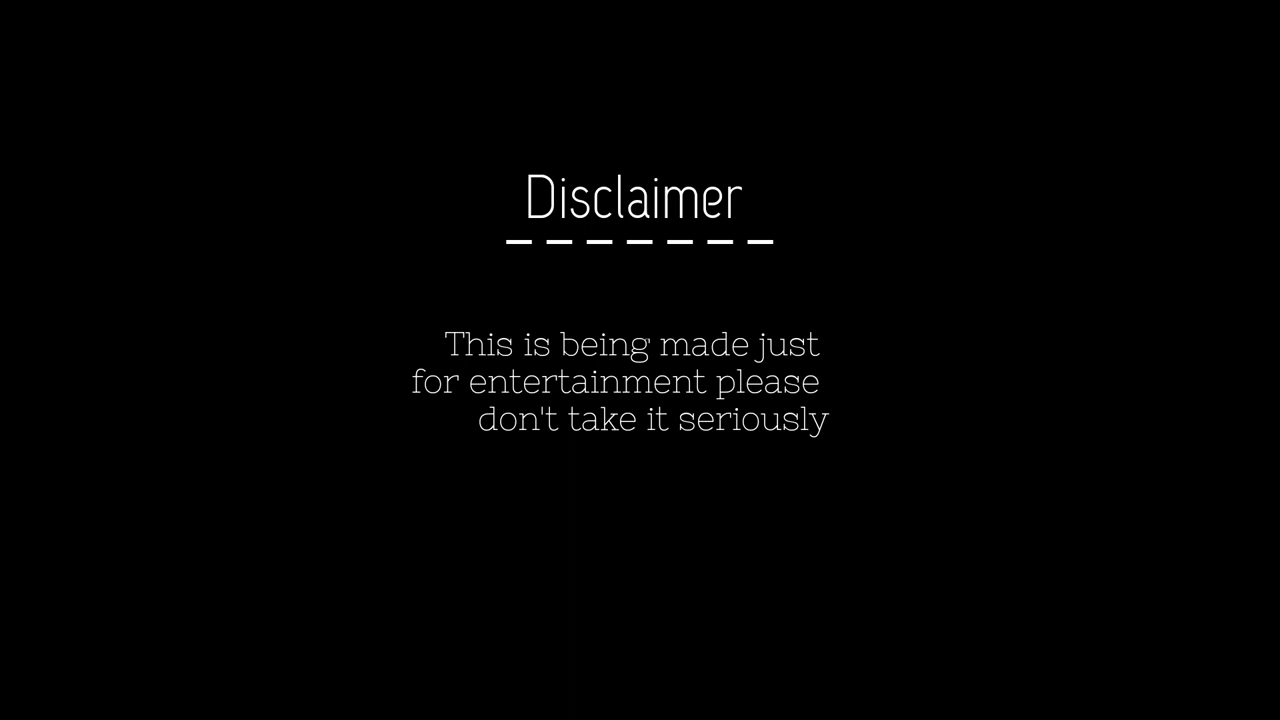 Disclaimer
This is being made just
for entertainment please
don't take it seriously